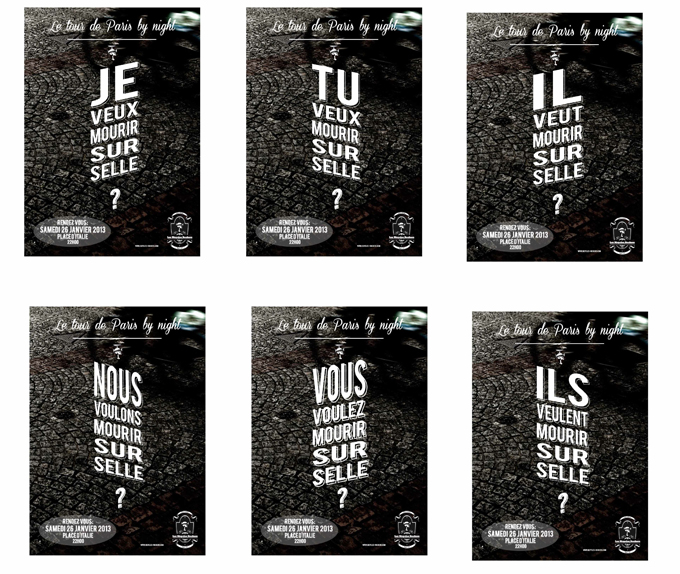 Le tour de Paris by night
JE
VEUX
MOURIR
SUR
SELLE
?
RENDEZ VOUS:
SAMEDI 26 JANVIER 2013
PLACE D'ITALIE
22H00
Le tour de Paris by night
TU
VEUX
MOURIR
SUR
SELLE
?
RENDEZ VOUS:
SAMEDI 26 JANVIER 2013
PLACE D'ITALIE
22H00
Le tour de Paris by night
IL
VEUT
MOURIR
SUR
SELLE
?
RENDEZ VOUS:
SAMEDI 26 JANVIER 2013
PLACE D'ITALIE
22H00
Le tour de Paris by night
NOUS
VOULONS
MOURIR
SUR
SELLE
?
RENDEZ VOUS:
SAMEDI 26 JANVIER 2013
PLACE D'ITALIE
22H00
Le tour de Paris by night
VOUS
VOULEZ
MOURIR
SUR
SELLE
?
RENDEZ VOUS:
SAMEDI 26 JANVIER 2013
PLACE D'ITALIE
22H00
Le tour de Paris by night
ILS
VEULENT
MOURIR
SUR
SELLE
?
RENDEZ VOUS:
SAMEDI 26 JANVIER 2013
PLACE D'ITALIE
22H00